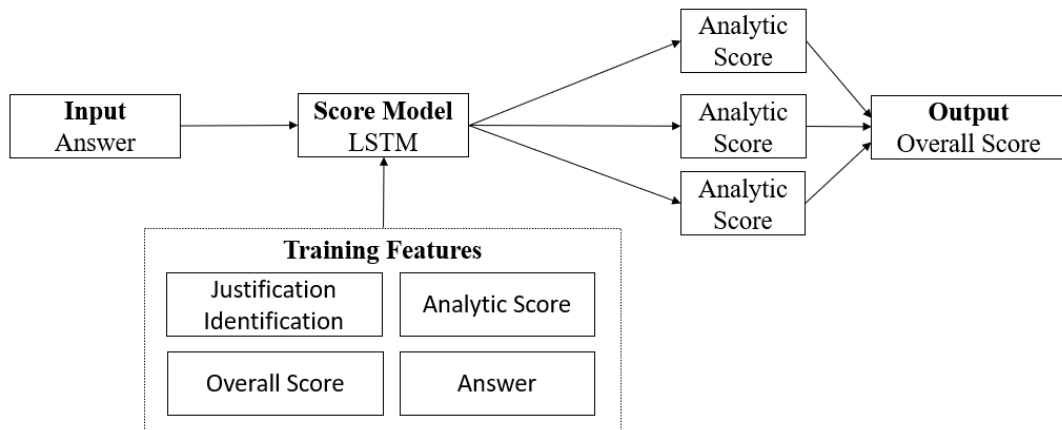 Input
Answer
Score Model
LSTM
Analytic
Score
Analytic
Score
Analytic
Score
Output
Overall Score
Training Features
Justification
Identification
Analytic Score
Overall Score
Answer